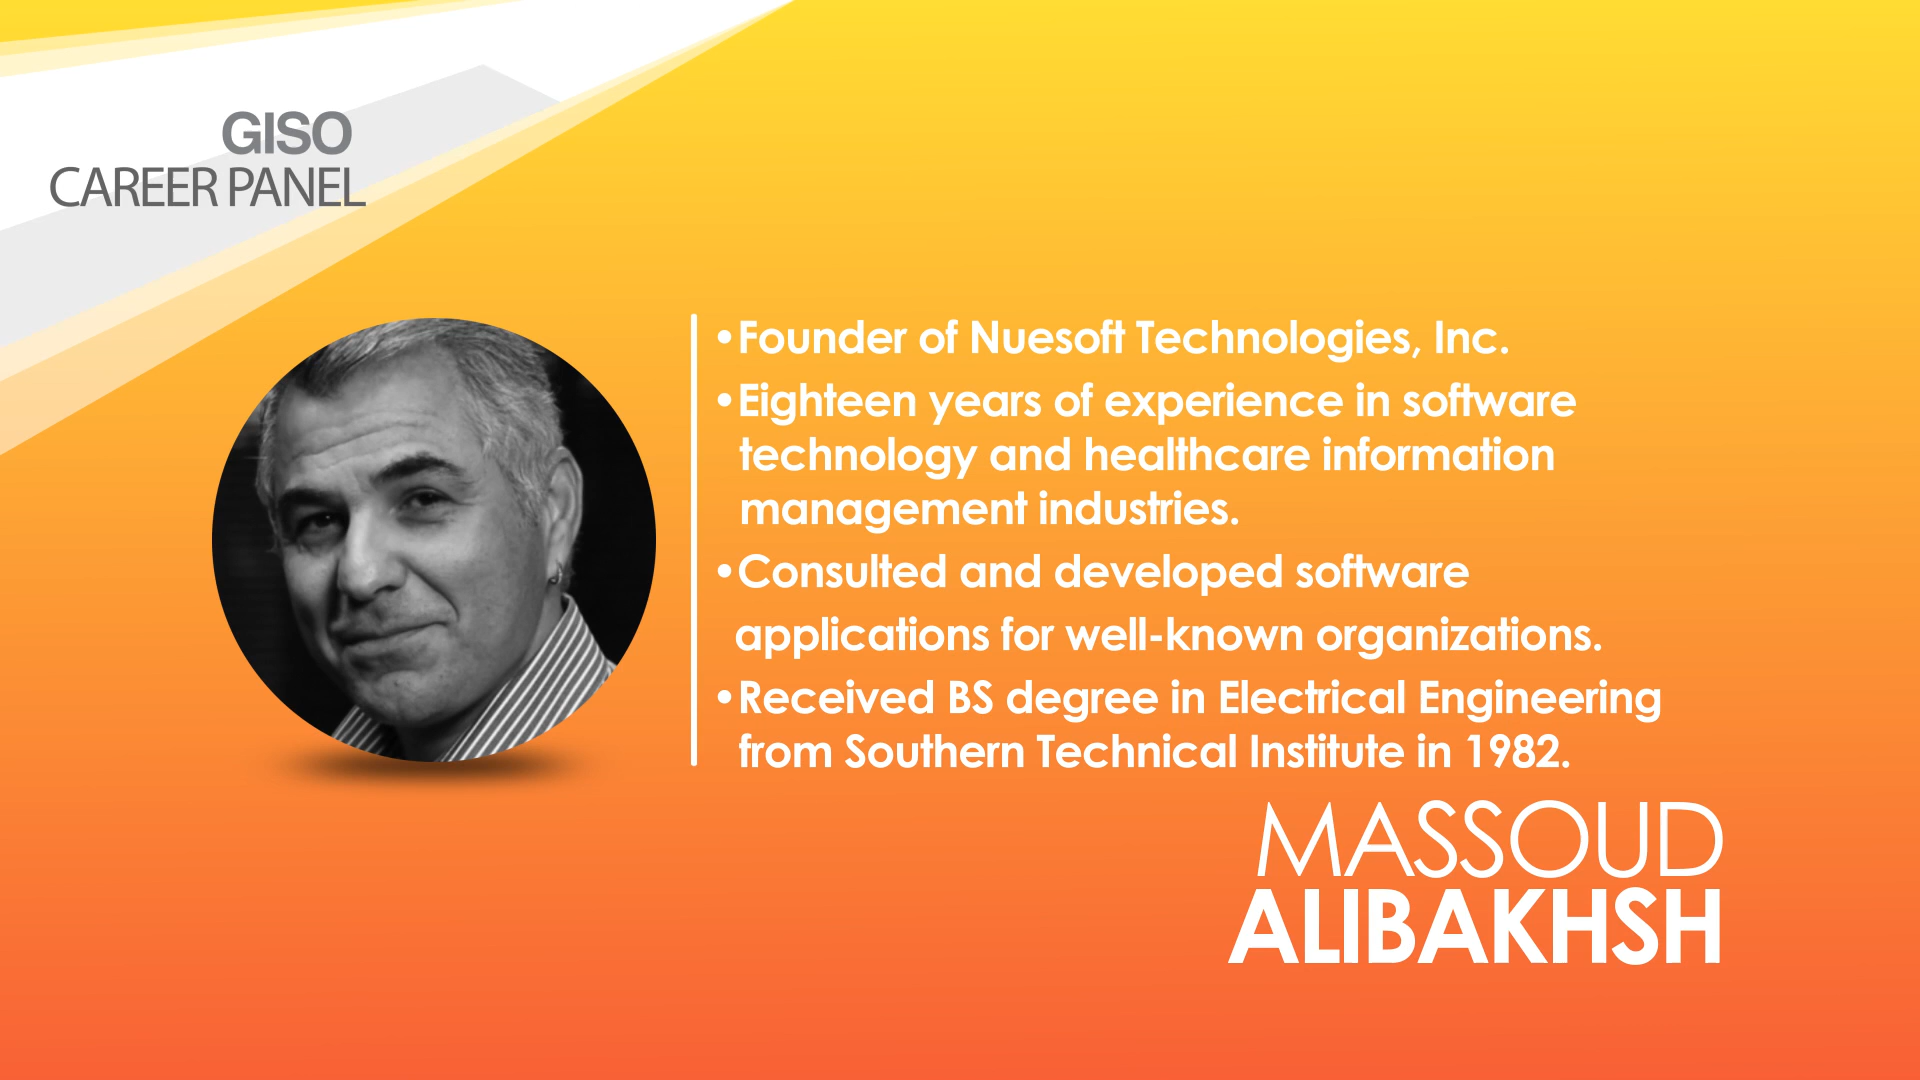 GISO
CAREER PANEL
•Founder of Nuesoft Technologies, Inc.
•Eighteen years of experience in software
technology and healthcare information
management industries.
•Consulted and developed software
applications for well-known organizations.
•Received BS degree in Electrical Engineering
from Southern Technical Institute in 1982.
MASSOUD
ALIBAKHSH